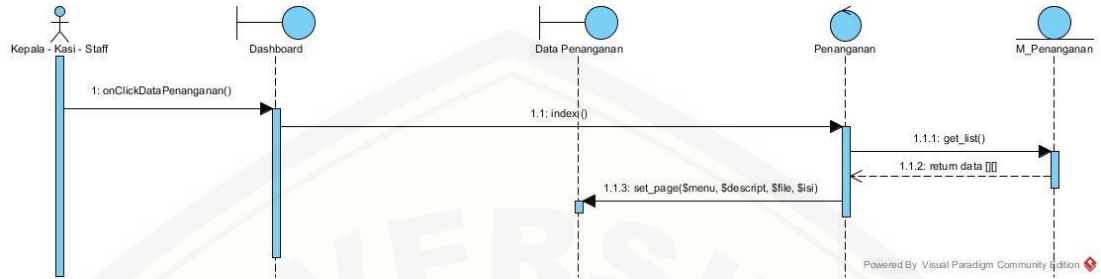 Kepala - Kasi - Staff
Dashboard
Data Penanganan
Penanganan
M_Penanganan
1: onClickDataPenanganan()
1.1: index()
1.1.1: get_list()
1.1.2: return data [][]
1.1.3: set_page($menu, $descript, $file, $isi)
Powered By Visual Paradigm Community Edition